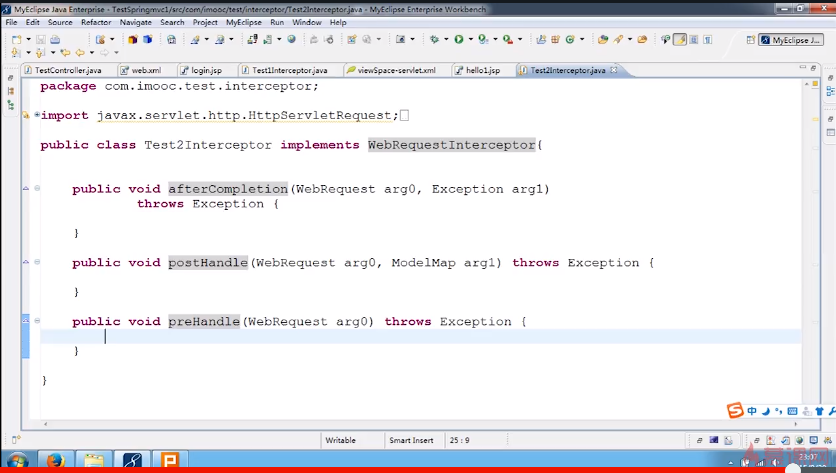 MyEclipse Java Enterprise - TestSpringmvc1/src/com/imooc/test/interceptor/Test2Interceptor.java - MyEclipse Enterprise Workbench
File Edit Source Refactor Navigate Search Project MyEclipse Run Window Help
MyEclipse J...
TestController.java web.xml login.jsp Test1Interceptor.java viewSpace-servlet.xml hello1.jsp Test2Interceptor.java
package com.imooc.test.interceptor;
import javax.servlet.http.HttpServletRequest;
public class Test2Interceptor implements WebRequestInterceptor{
public void afterCompletion(WebRequest arg0, Exception arg1)
throws Exception {
}
public void postHandle(WebRequest arg0, ModelMap arg1) throws Exception {
}
public void preHandle(WebRequest arg0) throws Exception {
}
}
中
Writable Smart Insert 25 : 9
23:07